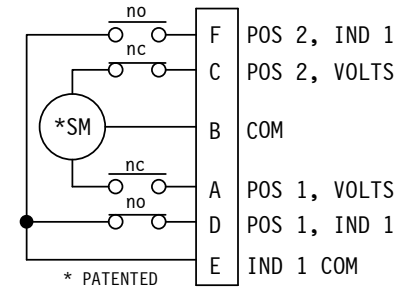 no
F POS 2, IND 1
nc
C POS 2, VOLTS
*SM
B COM
nc
A POS 1, VOLTS
no
D POS 1, IND 1
E IND 1 COM
* PATENTED